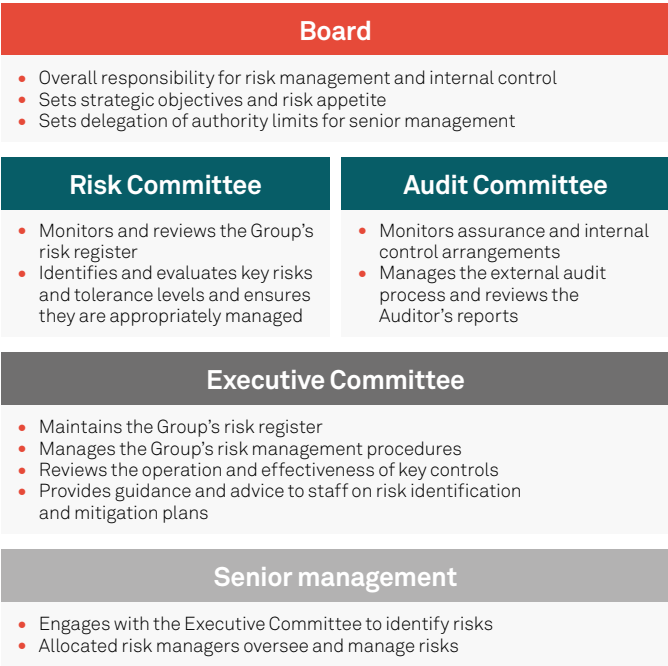 Board
• Overall responsibility for risk management and internal control
• Sets strategic objectives and risk appetite
• Sets delegation of authority limits for senior management
Risk Committee
• Monitors and reviews the Group’s
risk register
• Identifies and evaluates key risks
and tolerance levels and ensures
they are appropriately managed
Audit Committee
• Monitors assurance and internal
control arrangements
• Manages the external audit
process and reviews the
Auditor’s reports
Executive Committee
• Maintains the Group’s risk register
• Manages the Group’s risk management procedures
• Reviews the operation and effectiveness of key controls
• Provides guidance and advice to staff on risk identification
and mitigation plans
Senior management
• Engages with the Executive Committee to identify risks
• Allocated risk managers oversee and manage risks